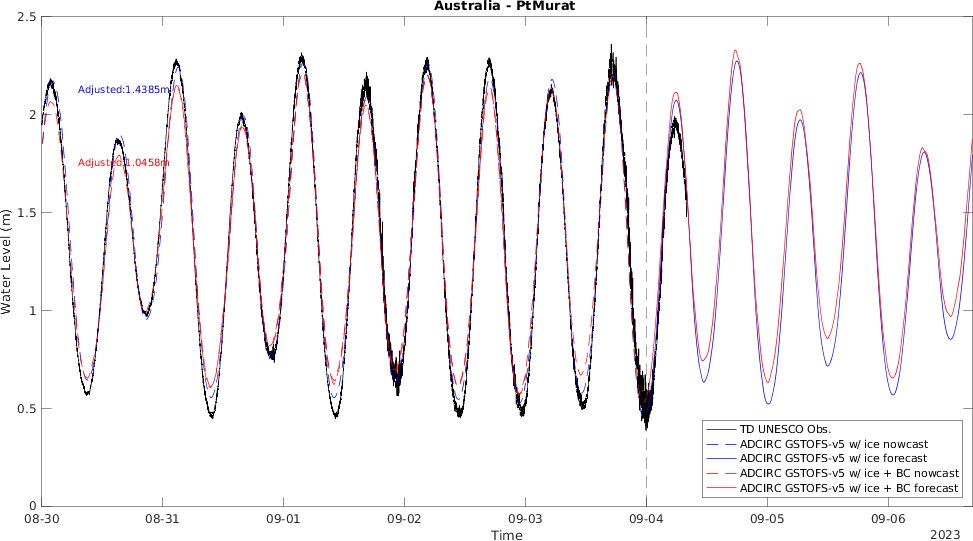 Australia - PtMurat
2.5
2
1.5
1
0.5
0
Water Level (m)
Adjusted:1.4385m
Adjusted:1.0458m
TD UNESCO Obs.
ADCIRC GSTOFS-v5 w/ ice nowcast
ADCIRC GSTOFS-v5 w/ ice forecast
ADCIRC GSTOFS-v5 w/ ice + BC nowcast
ADCIRC GSTOFS-v5 w/ ice + BC forecast
08-30 08-31 09-01 09-02 09-03 09-04 09-05 09-06
Time
2023